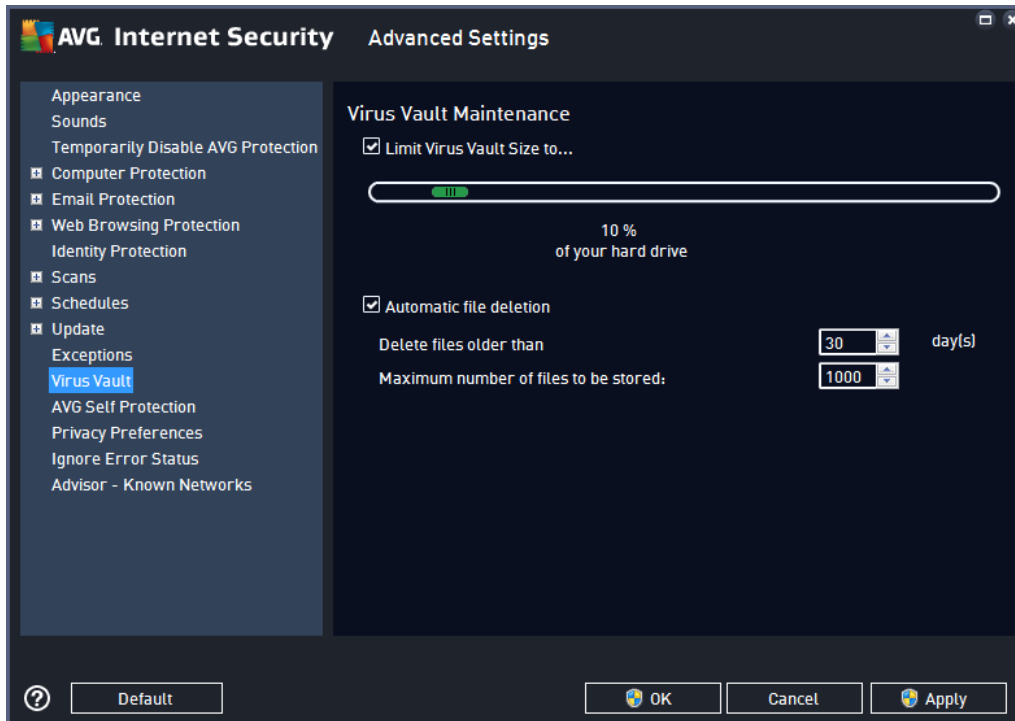 AVG. Internet Security Advanced Settings
Appearance
Sounds
Temporarily Disable AVG Protection
Computer Protection
Email Protection
Web Browsing Protection
Identity Protection
Scans
Schedules
Update
Exceptions
Virus Vault
AVG Self Protection
Privacy Preferences
Ignore Error Status
Advisor - Known Networks
Virus Vault Maintenance
Limit Virus Vault Size to...
10 %
of your hard drive
Automatic file deletion
Delete files older than 30 day(s)
Maximum number of files to be stored: 1000
? Default OK Cancel Apply